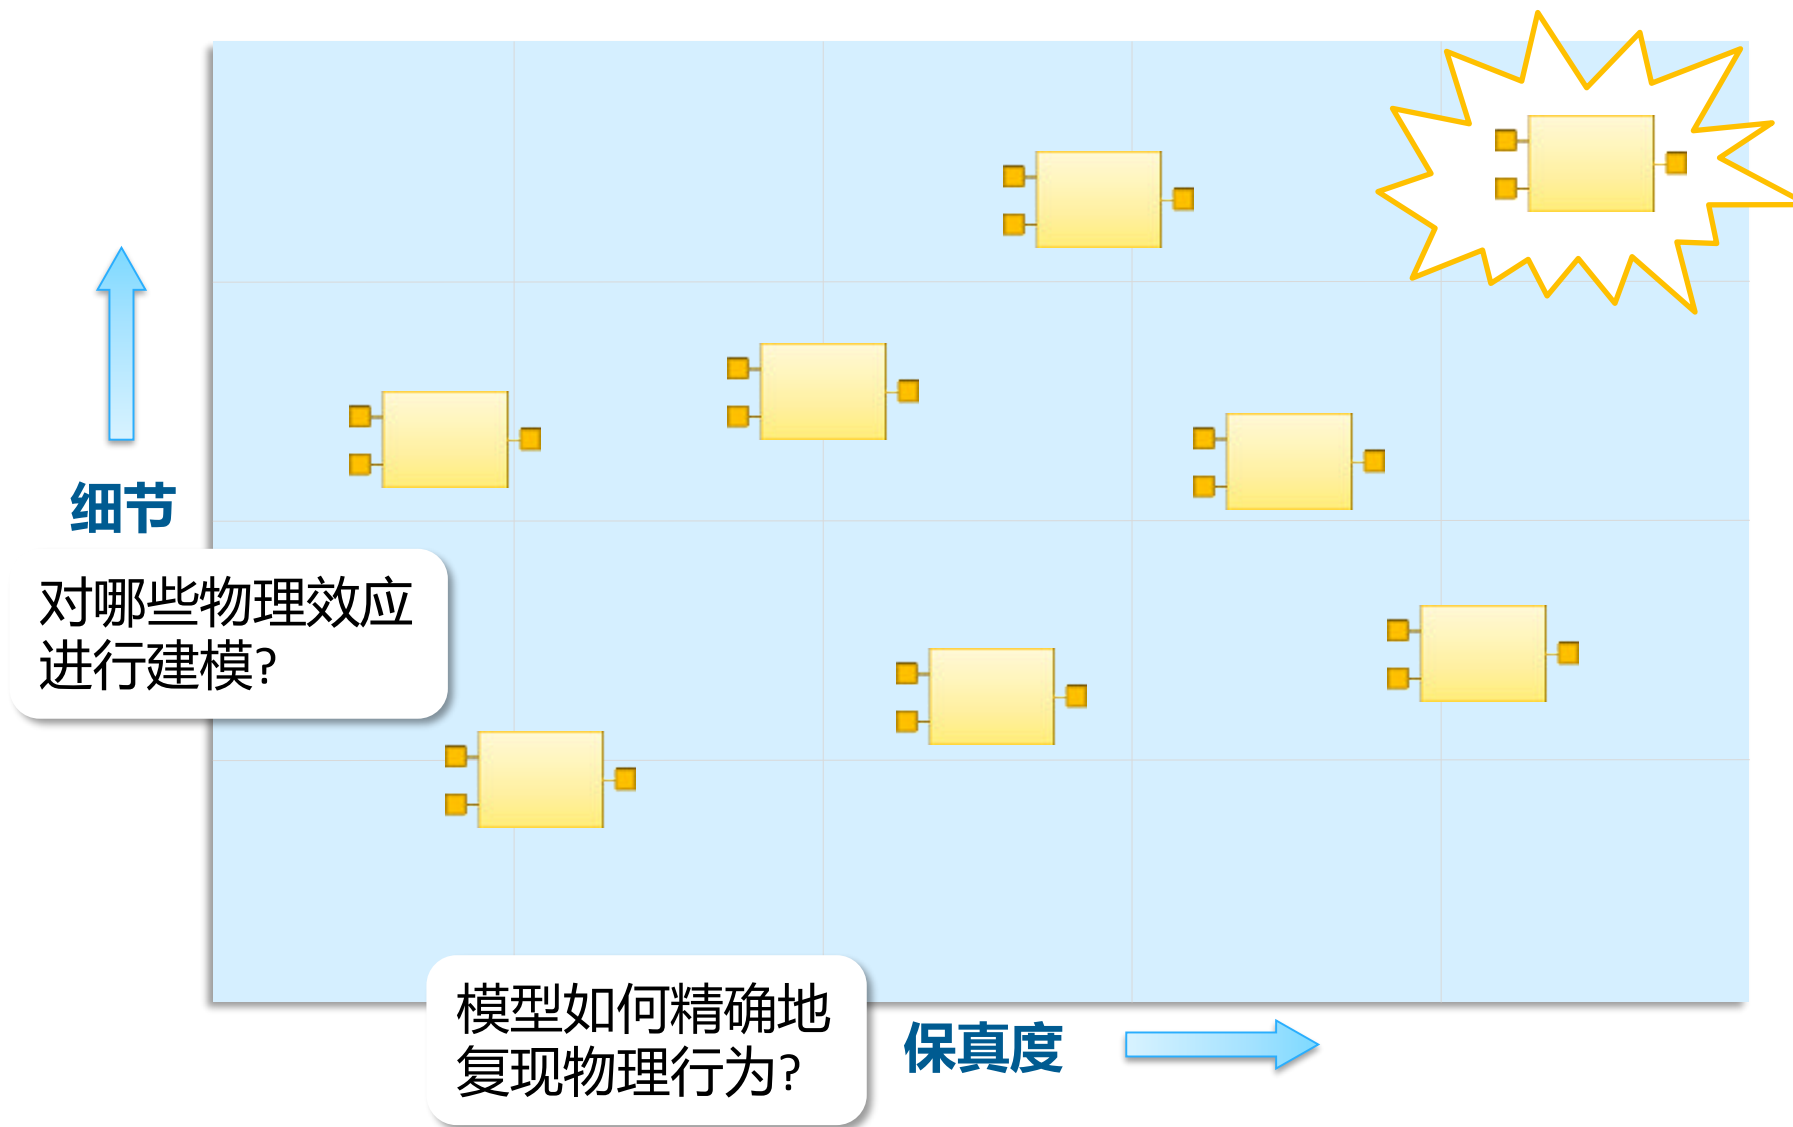 细节
对哪些物理效应
进行建模?
模型如何精确地
复现物理行为?
保真度